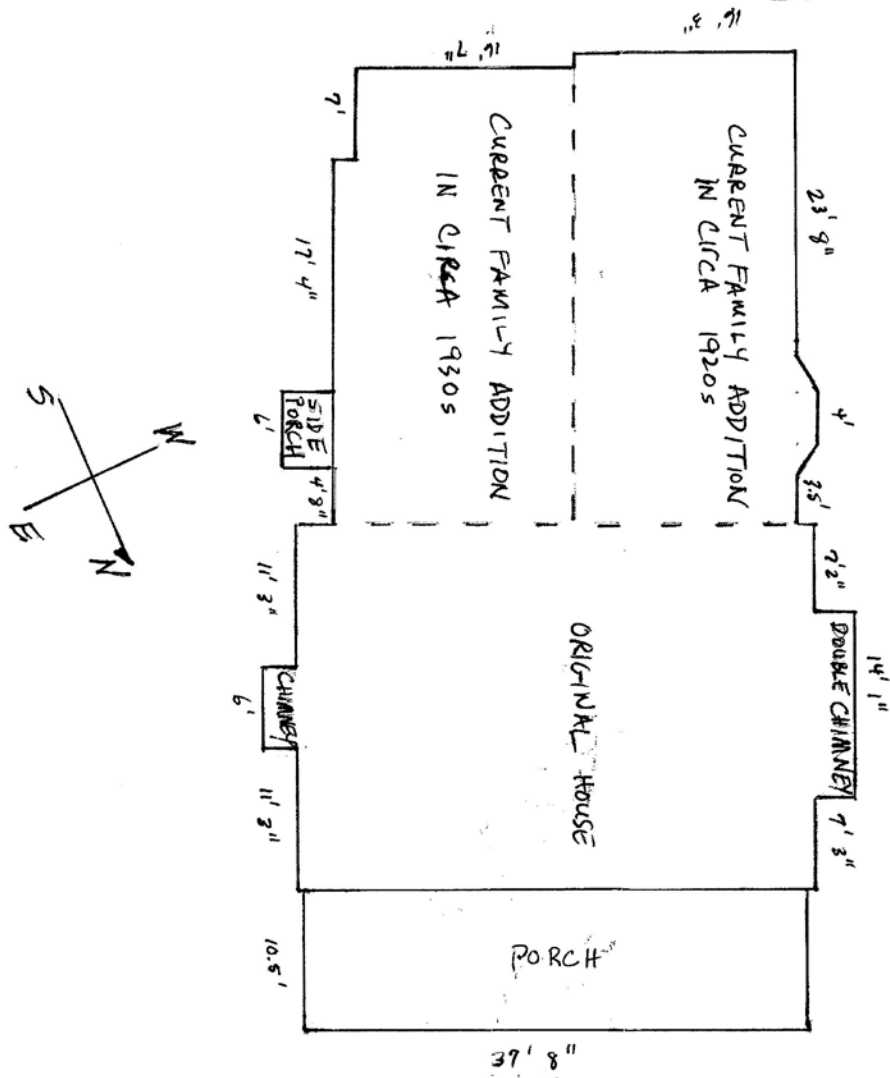 16' 3"
16' 7"
7'
23' 8"
CURRENT FAMILY ADDITION
IN CIRCA 1920s
CURRENT FAMILY ADDITION
IN CIRCA 1930s
17' 4"
4'
3.5'
SIDE
PORCH
6'
4' 8"
S
W
E
N
7' 2"
11' 3"
DOUBLE CHIMNEY
14' 1"
ORIGINAL HOUSE
CHIMNEY
6'
7' 3"
11' 3"
PORCH
10.5'
37' 8"